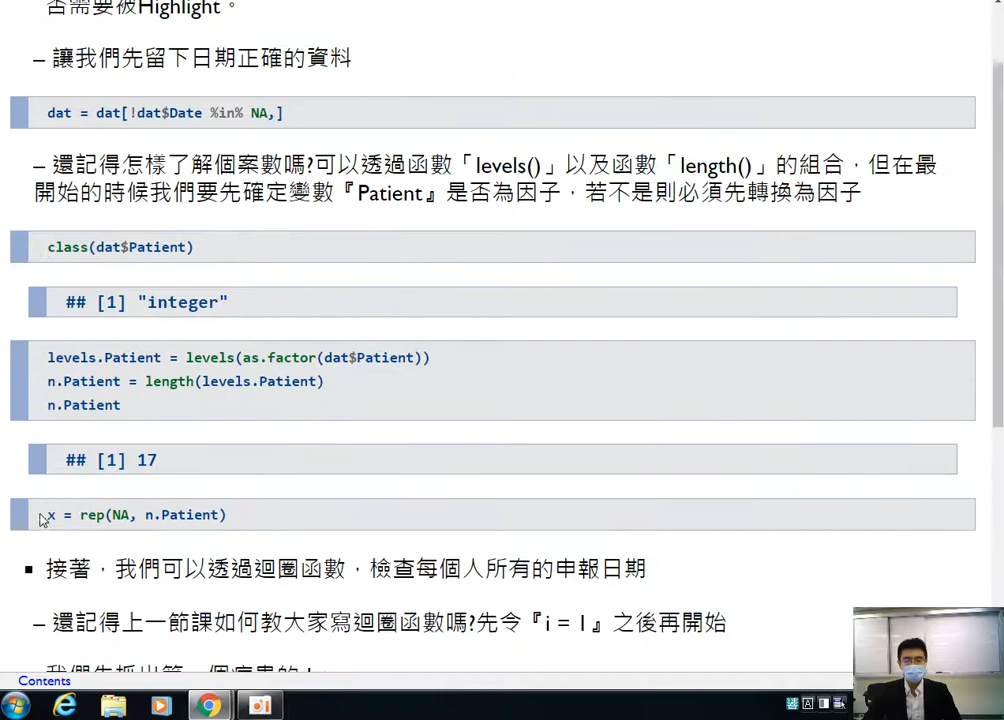 否需要被Highlight。
– 讓我們先留下日期正確的資料
dat = dat[!dat$Date %in% NA,]
– 還記得怎樣了解個案數嗎?可以透過函數「levels()」以及函數「length()」的組合，但在最
開始的時候我們要先確定變數『Patient』是否為因子，若不是則必須先轉換為因子
class(dat$Patient)
## [1] "integer"
levels.Patient = levels(as.factor(dat$Patient))
n.Patient = length(levels.Patient)
n.Patient
## [1] 17
x = rep(NA, n.Patient)
▪ 接著，我們可以透過迴圈函數，檢查每個人所有的申報日期
– 還記得上一節課如何教大家寫迴圈函數嗎?先令『i = 1』之後再開始
Contents